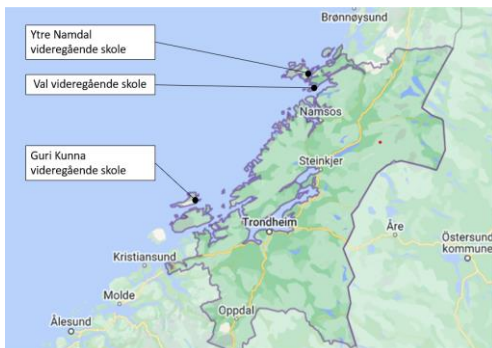 Ytre Namdal
videregående skole
Val videregående skole
Guri Kunna
videregående skole
Brønnøysund
Namsos
Steinkjer
Trondheim
Åre
Östersund
kommune
Kristiansund
Molde
Ålesund
Oppdal